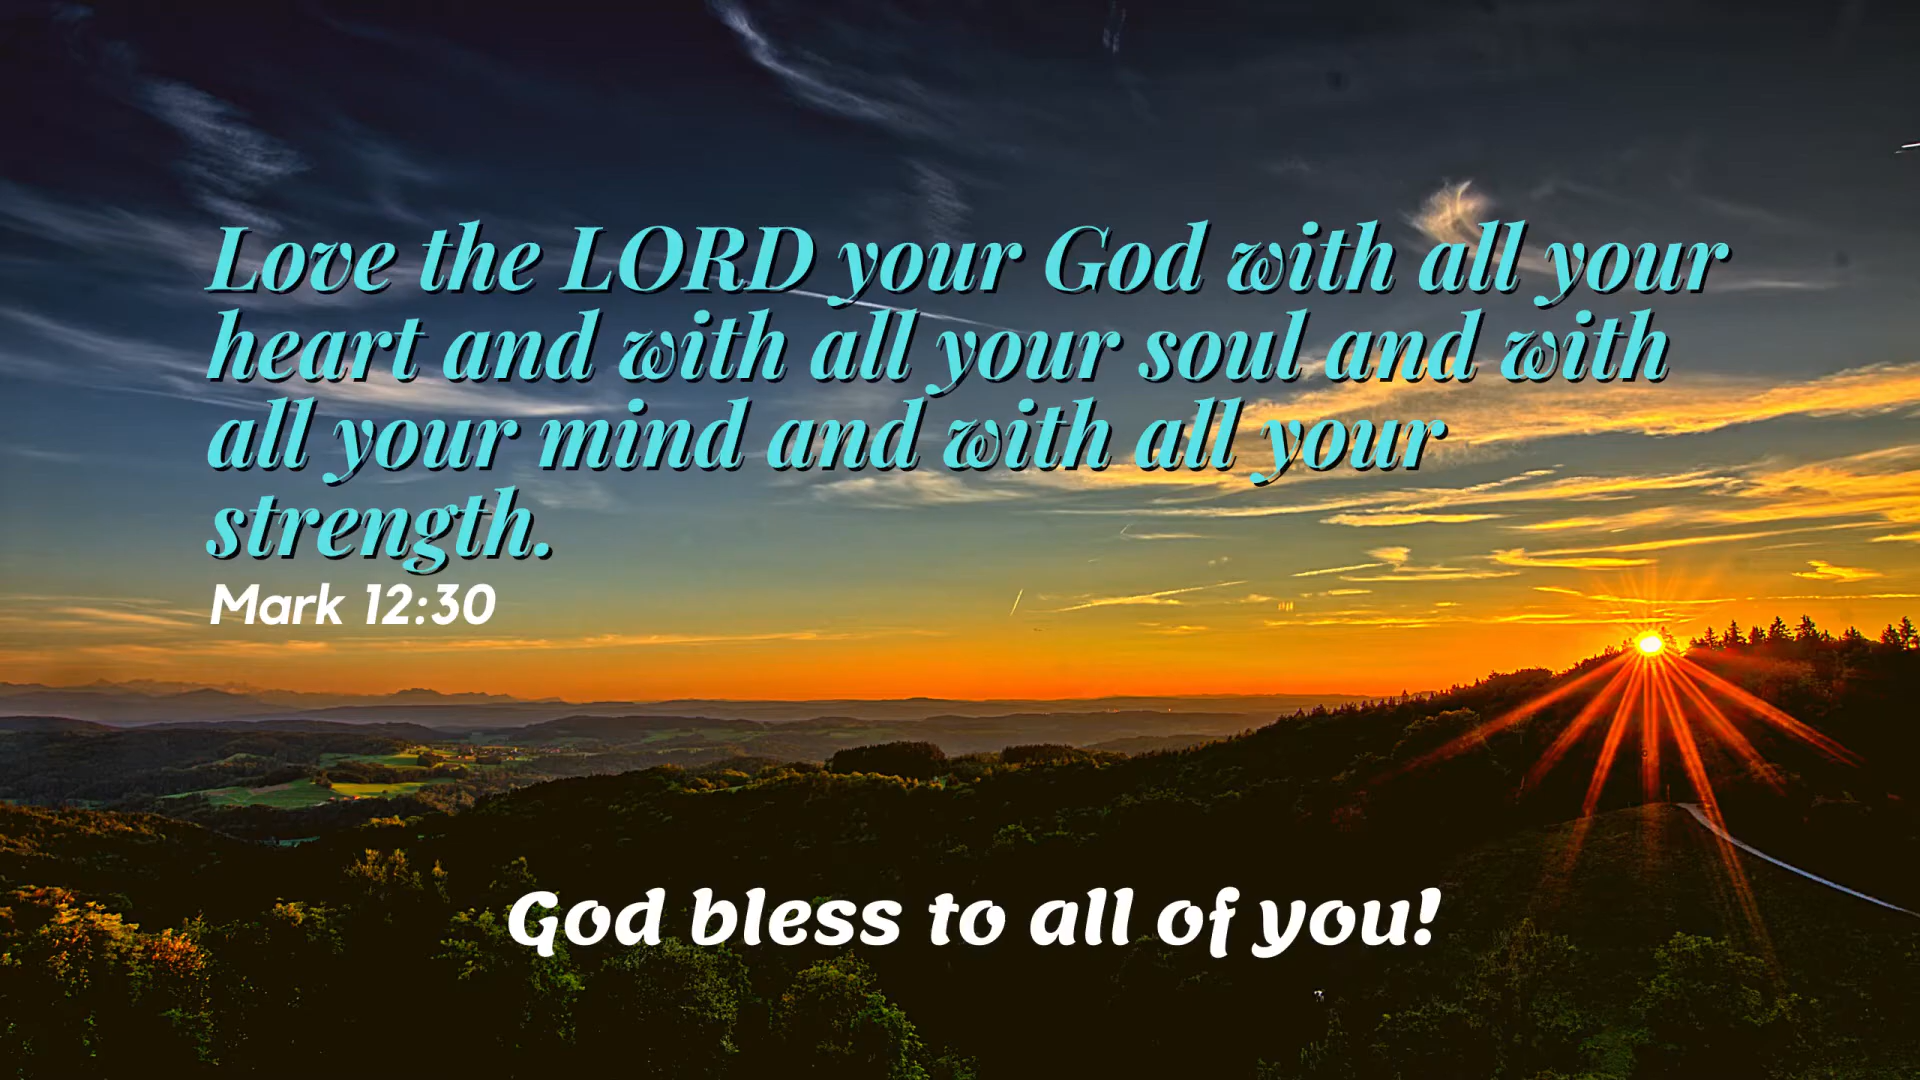 Love the LORD your God with all your
heart and with all your soul and with
all your mind and with all your
strength.
Mark 12:30
God bless to all of you!